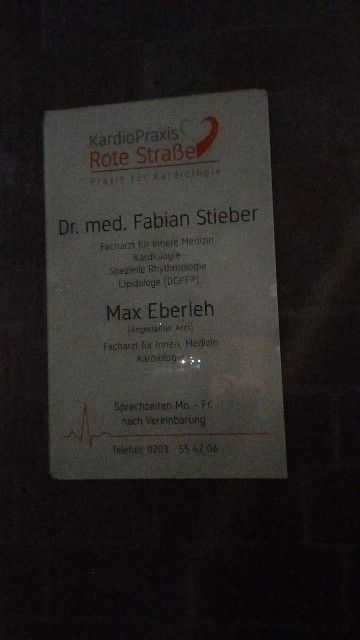 KardioPraxis
Rote Straße
Praxis für Kardiologie
Dr. med. Fabian Stieber
Facharzt für Innere Medizin
Kardiologie
Spezielle Rhythmologie
Lipidologe (DGFF®)
Max Eberleh
(Angestellter Arzt)
Facharzt für Innere Medizin
Kardiologie
Sprechzeiten Mo. - Fr.
nach Vereinbarung
Telefon: 0203 - 55 42 06